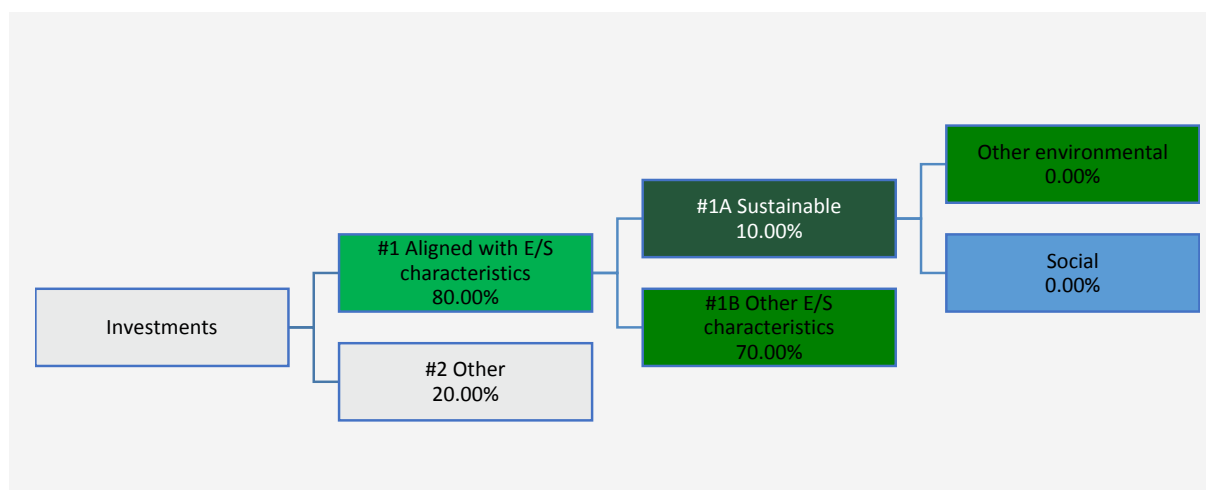 Investments
#1 Aligned with E/S
characteristics
80.00%
#2 Other
20.00%
#1A Sustainable
10.00%
#1B Other E/S
characteristics
70.00%
Other environmental
0.00%
Social
0.00%